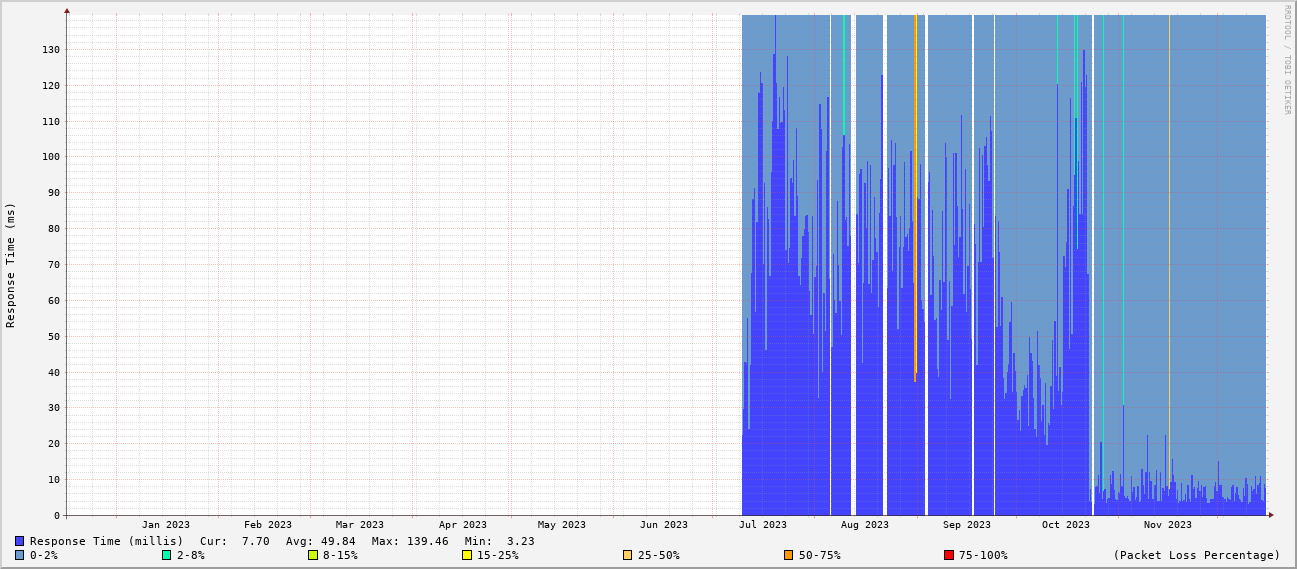 RRDTOOL / TOBI OETIKER
Response Time (ms)
130
120
110
100
90
80
70
60
50
40
30
20
10
0
Jan 2023 Feb 2023 Mar 2023 Apr 2023 May 2023 Jun 2023 Jul 2023 Aug 2023 Sep 2023 Oct 2023 Nov 2023
Response Time (millis) Cur: 7.70 Avg: 49.84 Max: 139.46 Min: 3.23
0-2% 2-8% 8-15% 15-25% 25-50% 50-75% 75-100% (Packet Loss Percentage)